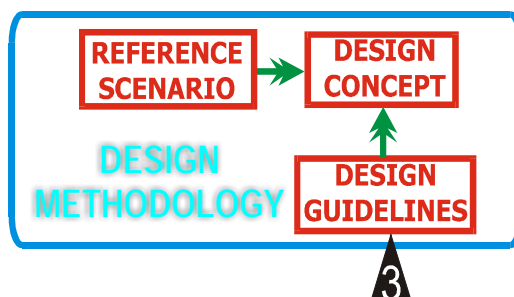 REFERENCE
SCENARIO
DESIGN
CONCEPT
DESIGN
METHODOLOGY
DESIGN
GUIDELINES
3